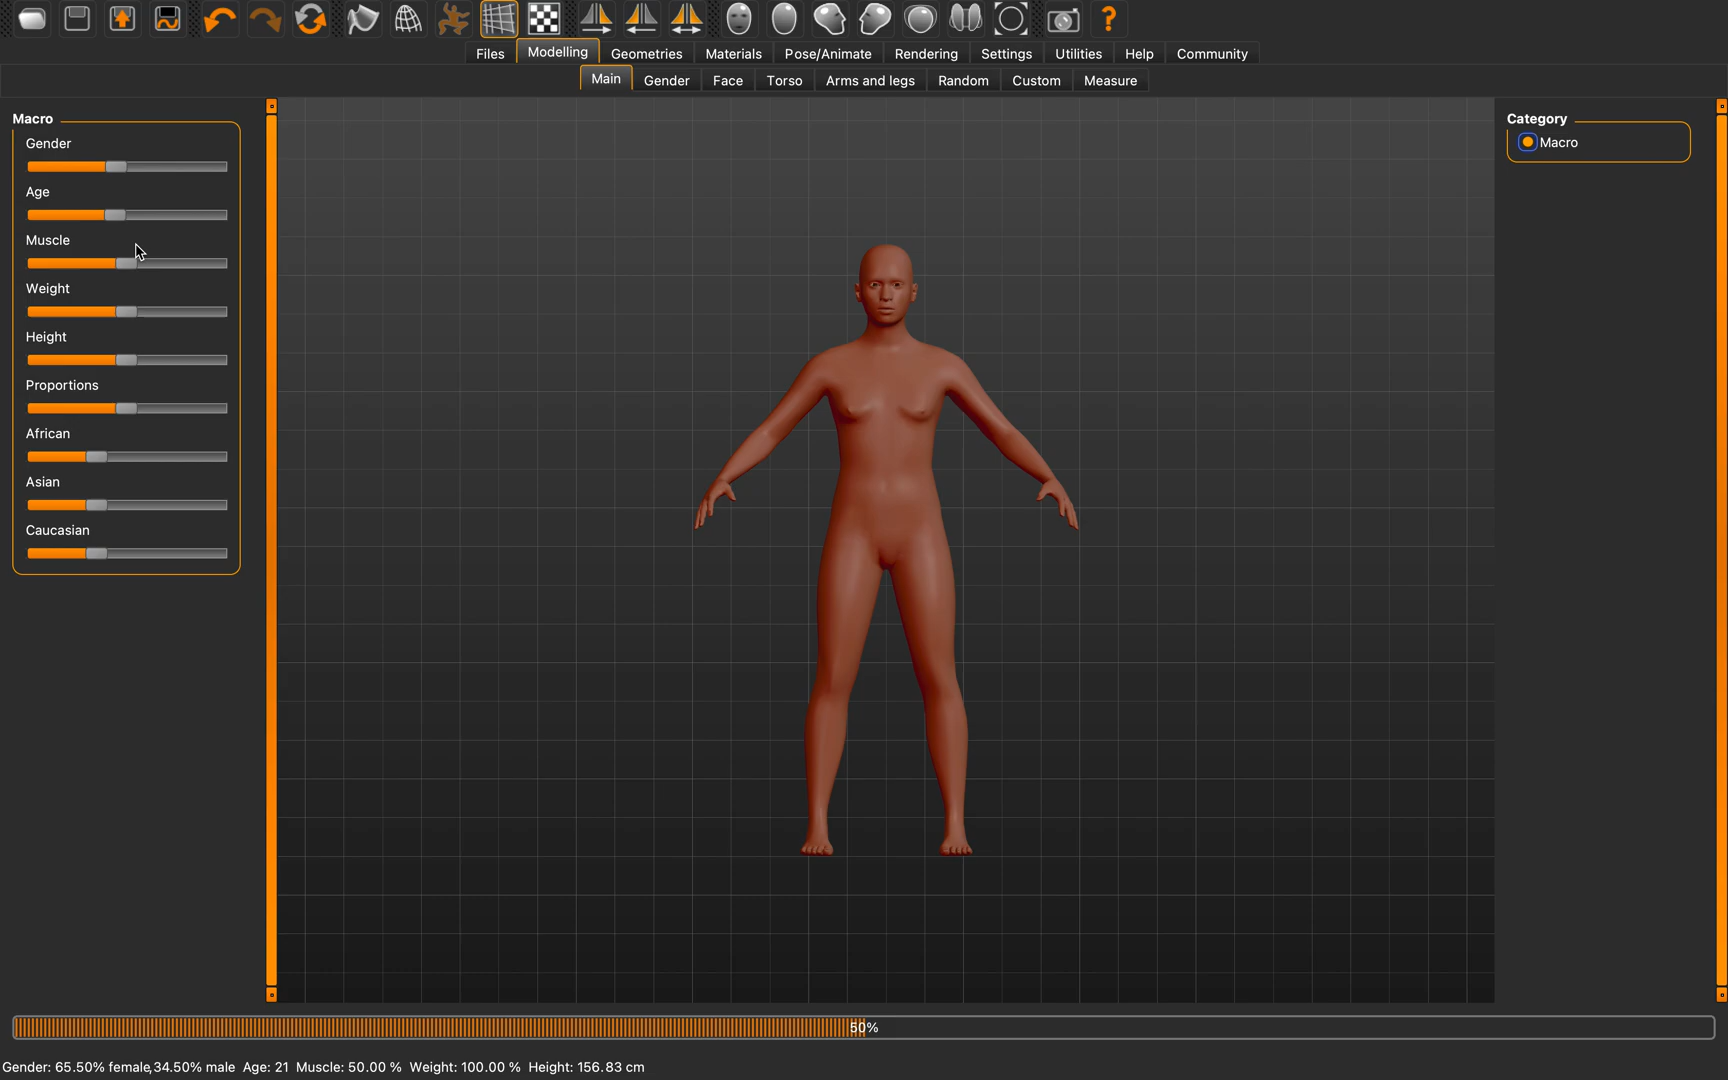 Files Modelling Geometries Materials Pose/Animate Rendering Settings Utilities Help Community
Main Gender Face Torso Arms and legs Random Custom Measure
Macro
Gender
Age
Muscle
Weight
Height
Proportions
African
Asian
Caucasian
Category
Macro
50%
Gender: 65.50% female,34.50% male Age: 21 Muscle: 50.00 % Weight: 100.00 % Height: 156.83 cm